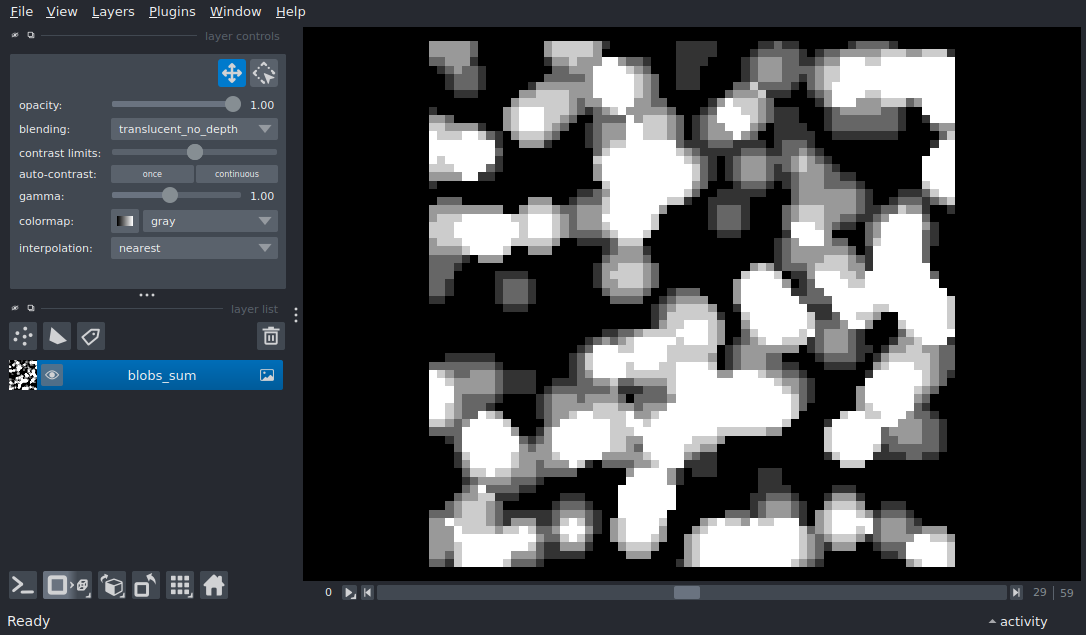 File View Layers Plugins Window Help
layer controls
opacity: 1.00
blending: translucent_no_depth
contrast limits:
auto-contrast: once continuous
gamma: 1.00
colormap: gray
interpolation: nearest
layer list
blobs_sum
0 29 59
Ready activity